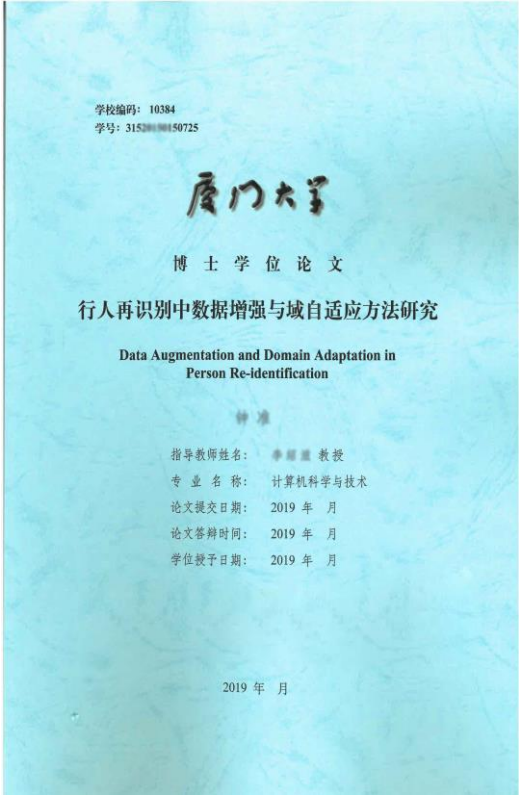 学校编码: 10384
学号: 315 150725
厦门大学
博 士 学 位 论 文
行人再识别中数据增强与域自适应方法研究
Data Augmentation and Domain Adaptation in
Person Re-identification
指导教师姓名: 教授
专 业 名 称: 计算机科学与技术
论文提交日期: 2019 年 月
论文答辩时间: 2019 年 月
学位授予日期: 2019 年 月
2019 年 月